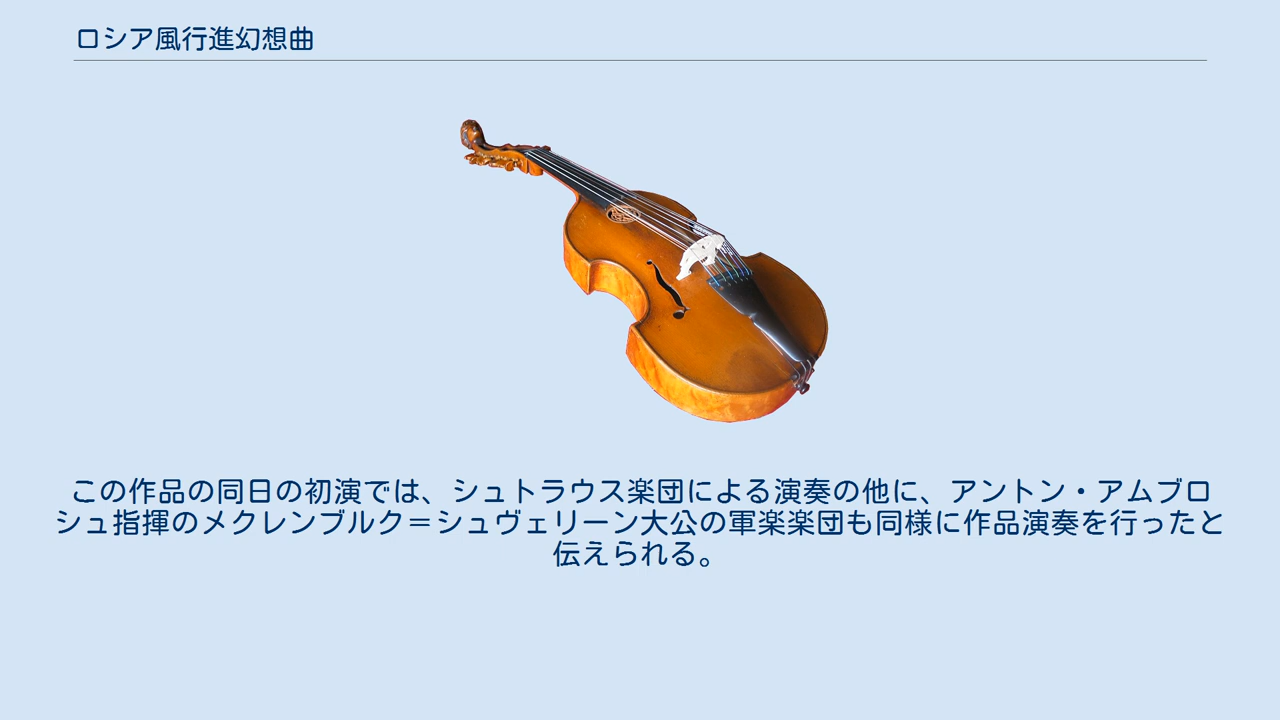 ロシア風行進幻想曲
この作品の同日の初演では、シュトラウス楽団による演奏の他に、アントン・アムブロ
シュ指揮のメクレンブルク＝シュヴェリーン大公の軍楽楽団も同様に作品演奏を行ったと
伝えられる。